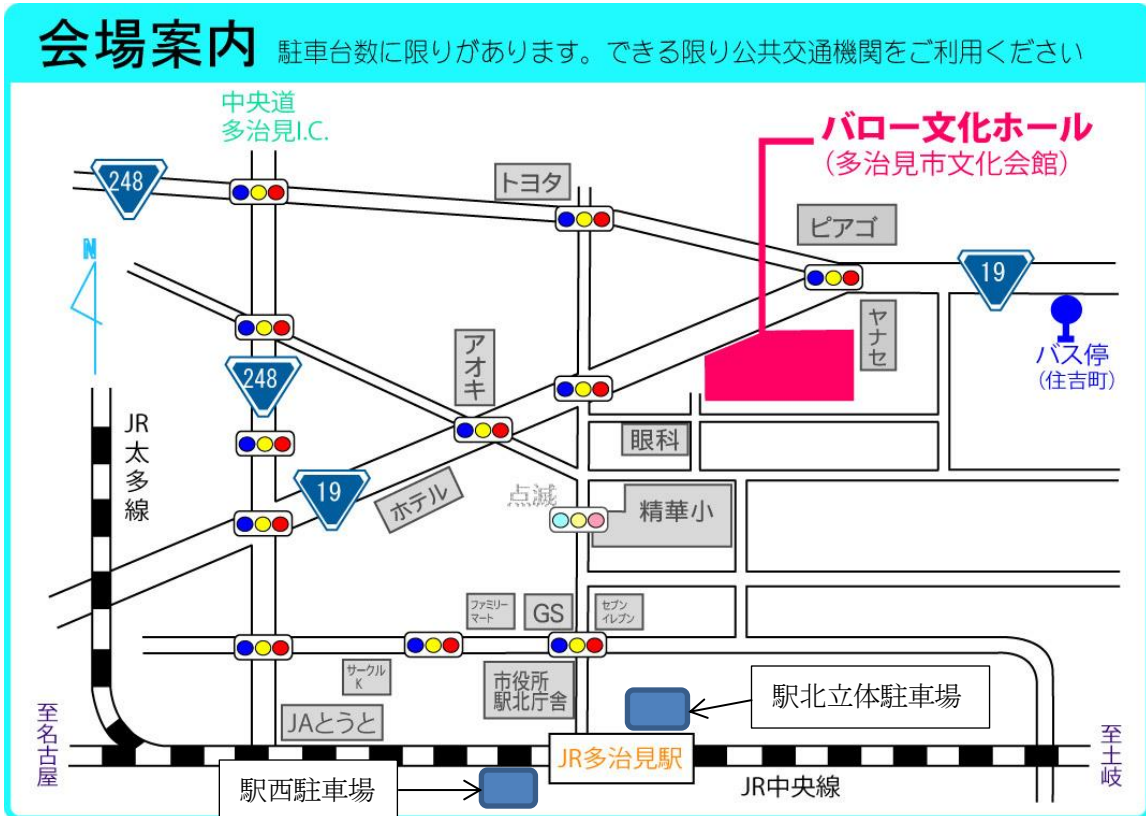 会場案内 駐車台数に限りがあります。できる限り公共交通機関をご利用ください
中央道
多治見I.C.
バロー文化ホール
(多治見市文化会館)
248
トヨタ
ピアゴ
N
19
ヤナセ
バス停
(住吉町)
アオキ
248
JR太多線
眼科
19
ホテル
点滅
精華小
ファミリー
マート
GS
セブン
イレブン
サークル
K
市役所
駅北庁舎
駅北立体駐車場
至名古屋
JAとうと
JR多治見駅
至土岐
駅西駐車場
JR中央線